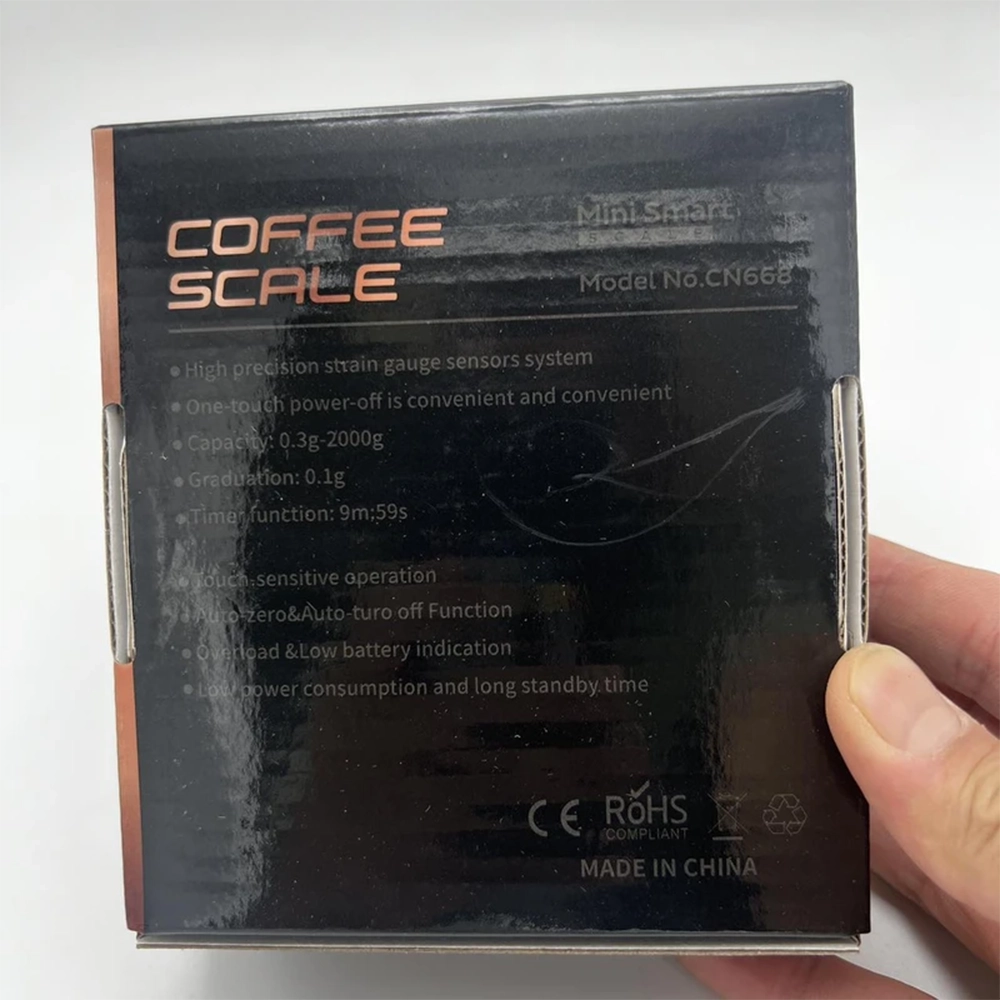 COFFEE
SCALE
Mini Smart
SCALE
Model No.CN668
• High precision strain gauge sensors system
• One-touch power-off is convenient and convenient
• Capacity: 0.3g-2000g
• Graduation: 0.1g
• Timer function: 9m:59s
• Touch-sensitive operation
• Auto-zero&Auto-turo off Function
• Overload &Low battery indication
• Low power consumption and long standby time
CE RoHS
COMPLIANT
MADE IN CHINA